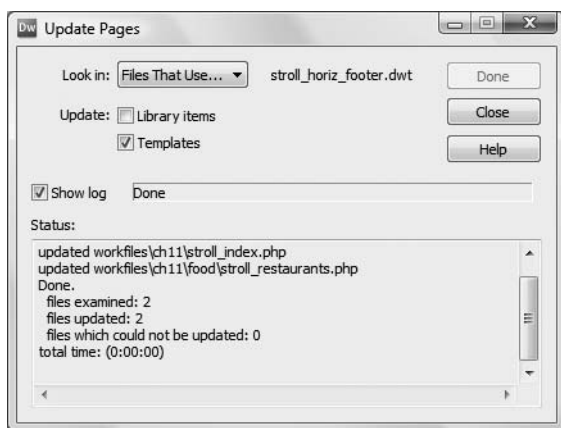 Dw Update Pages
Look in: Files That Use... stroll_horiz_footer.dwt Done
Update: Library items Close
Templates
Help
Show log Done
Status:
updated workfiles\ch11\stroll_index.php
updated workfiles\ch11\food\stroll_restaurants.php
Done.
files examined: 2
files updated: 2
files which could not be updated: 0
total time: (0:00:00)